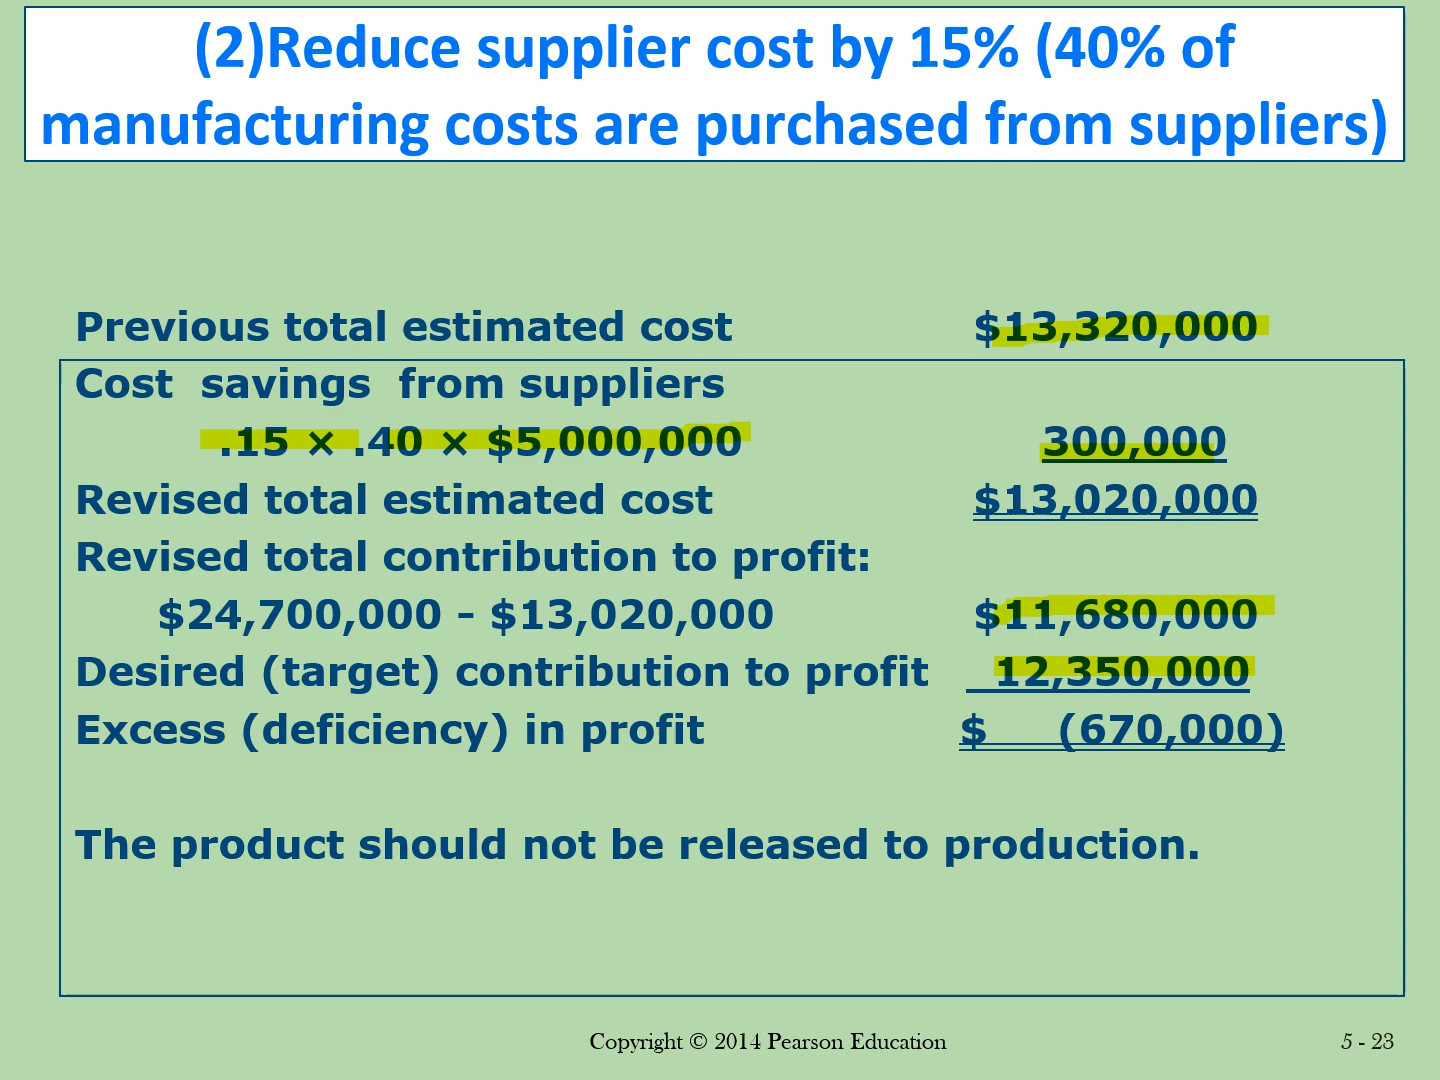 (2)Reduce supplier cost by 15% (40% of
manufacturing costs are purchased from suppliers)
Previous total estimated cost $13,320,000
Cost savings from suppliers
.15 × .40 × $5,000,000 300,000
Revised total estimated cost $13,020,000
Revised total contribution to profit:
$24,700,000 - $13,020,000 $11,680,000
Desired (target) contribution to profit 12,350,000
Excess (deficiency) in profit $ (670,000)
The product should not be released to production.
Copyright © 2014 Pearson Education 5 - 23